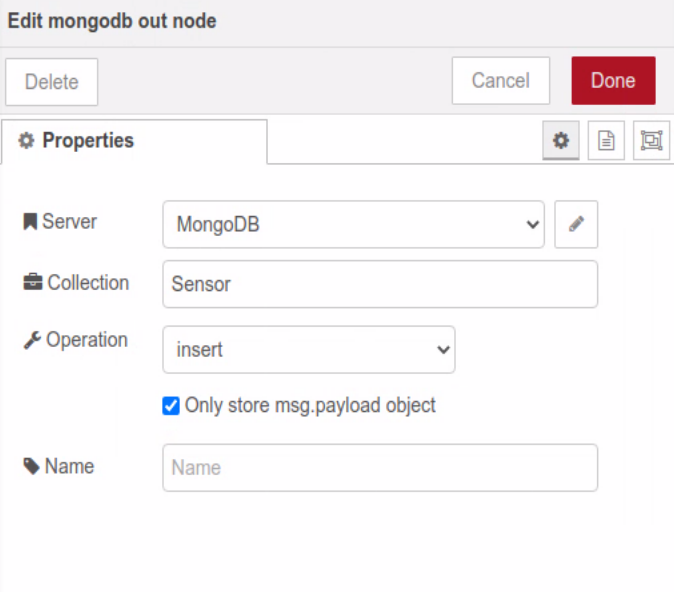 Edit mongodb out node
Delete
Cancel
Done
Properties
Server
MongoDB
Collection
Sensor
Operation
insert
Only store msg.payload object
Name
Name